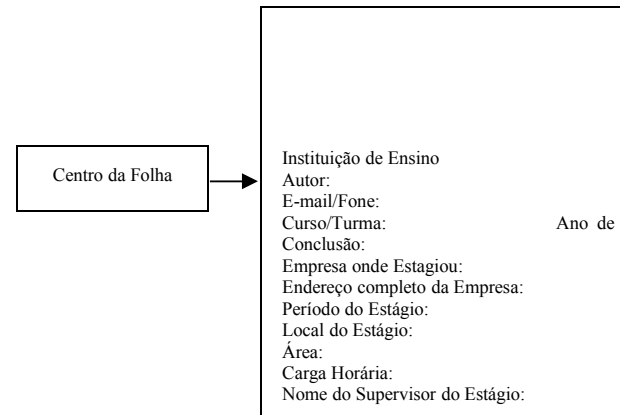 Centro da Folha
Instituição de Ensino
Autor:
E-mail/Fone:
Curso/Turma: Ano de
Conclusão:
Empresa onde Estagiou:
Endereço completo da Empresa:
Período do Estágio:
Local do Estágio:
Área:
Carga Horária:
Nome do Supervisor do Estágio: